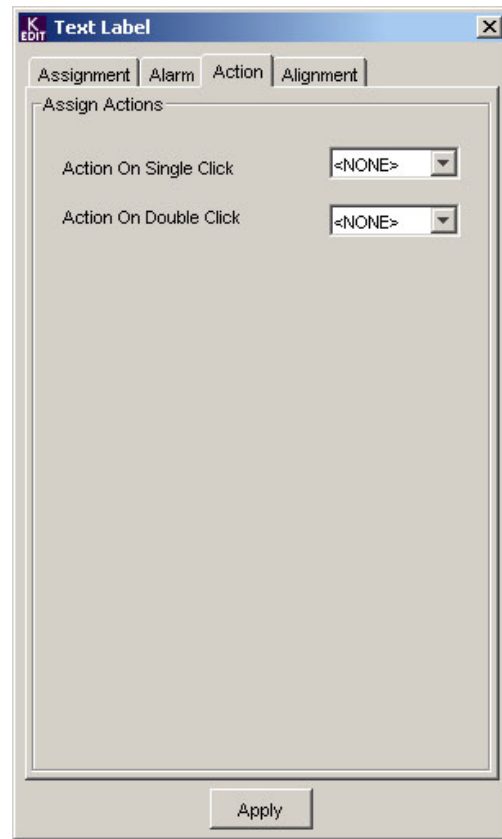 K EDIT Text Label
Assignment Alarm Action Alignment
Assign Actions
Action On Single Click <NONE>
Action On Double Click <NONE>
Apply